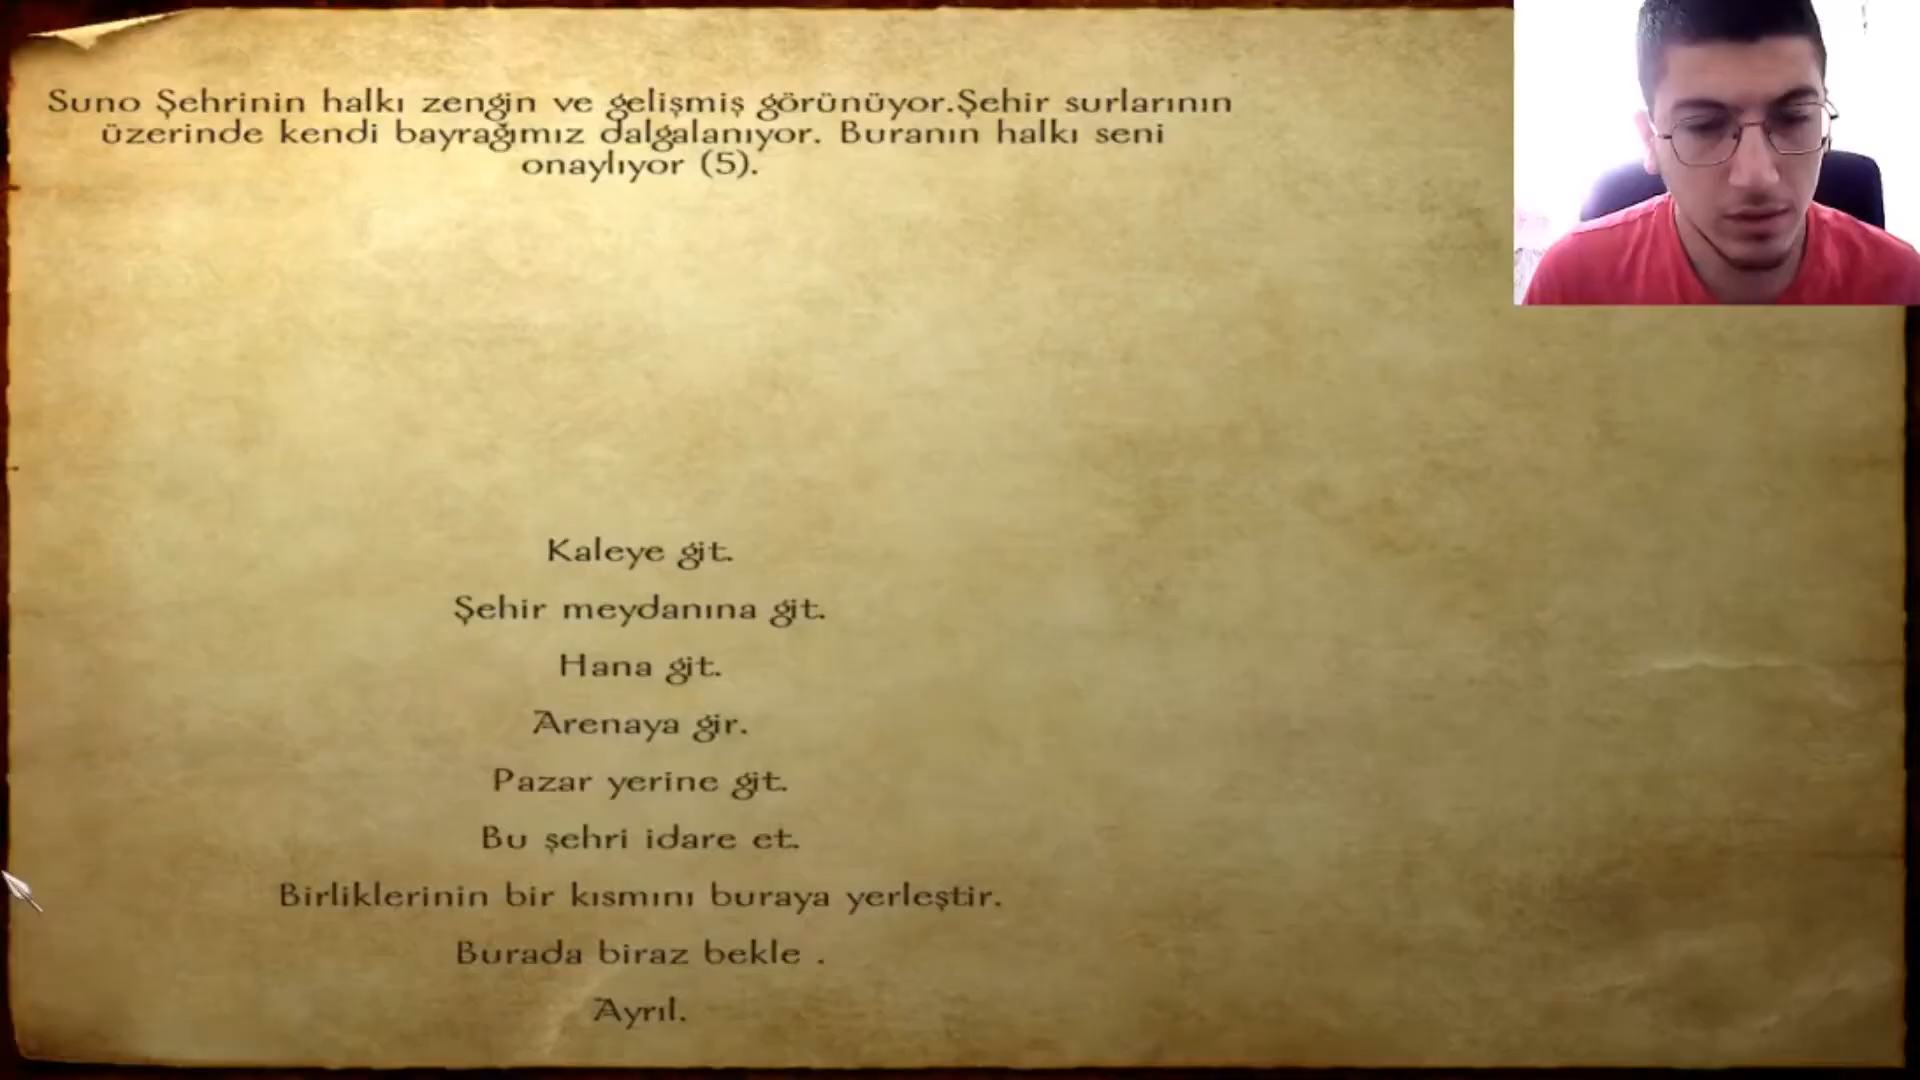 Suno Şehrinin halkı zengin ve gelişmiş görünüyor.Şehir surlarının
üzerinde kendi bayrağımız dalgalanıyor. Buranın halkı seni
onaylıyor (5).
Kaleye git.
Şehir meydanına git.
Hana git.
Arenaya gir.
Pazar yerine git.
Bu şehri idare et.
Birliklerinin bir kısmını buraya yerleştir.
Burada biraz bekle .
Ayrıl.